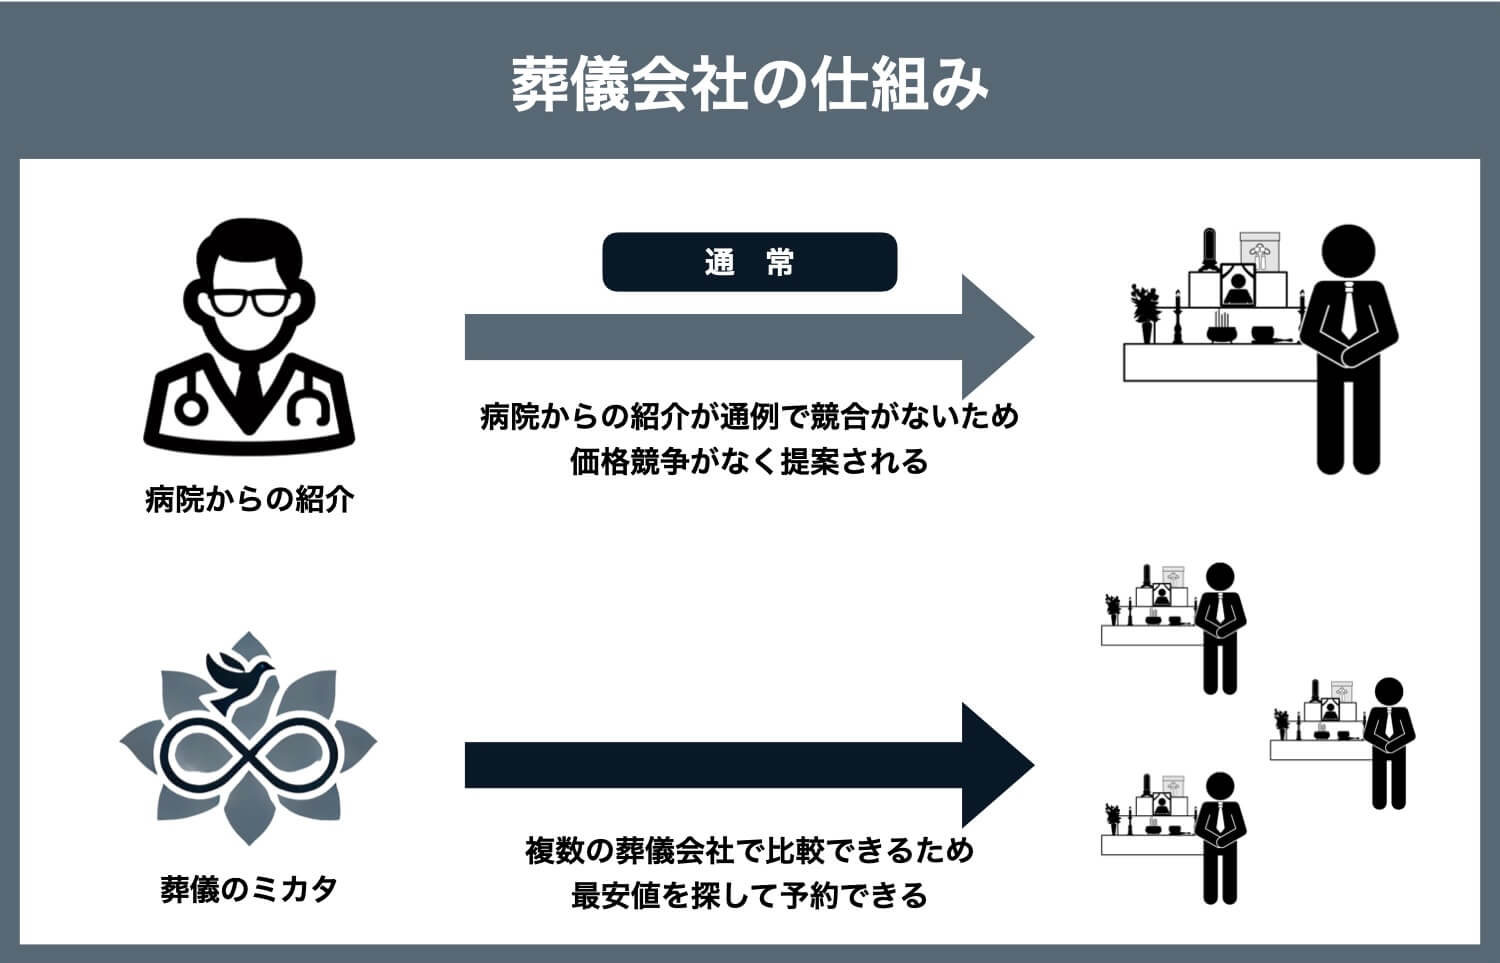 葬儀会社の仕組み
通　常
病院からの紹介が通例で競合がないため
価格競争がなく提案される
病院からの紹介
複数の葬儀会社で比較できるため
最安値を探して予約できる
葬儀のミカタ